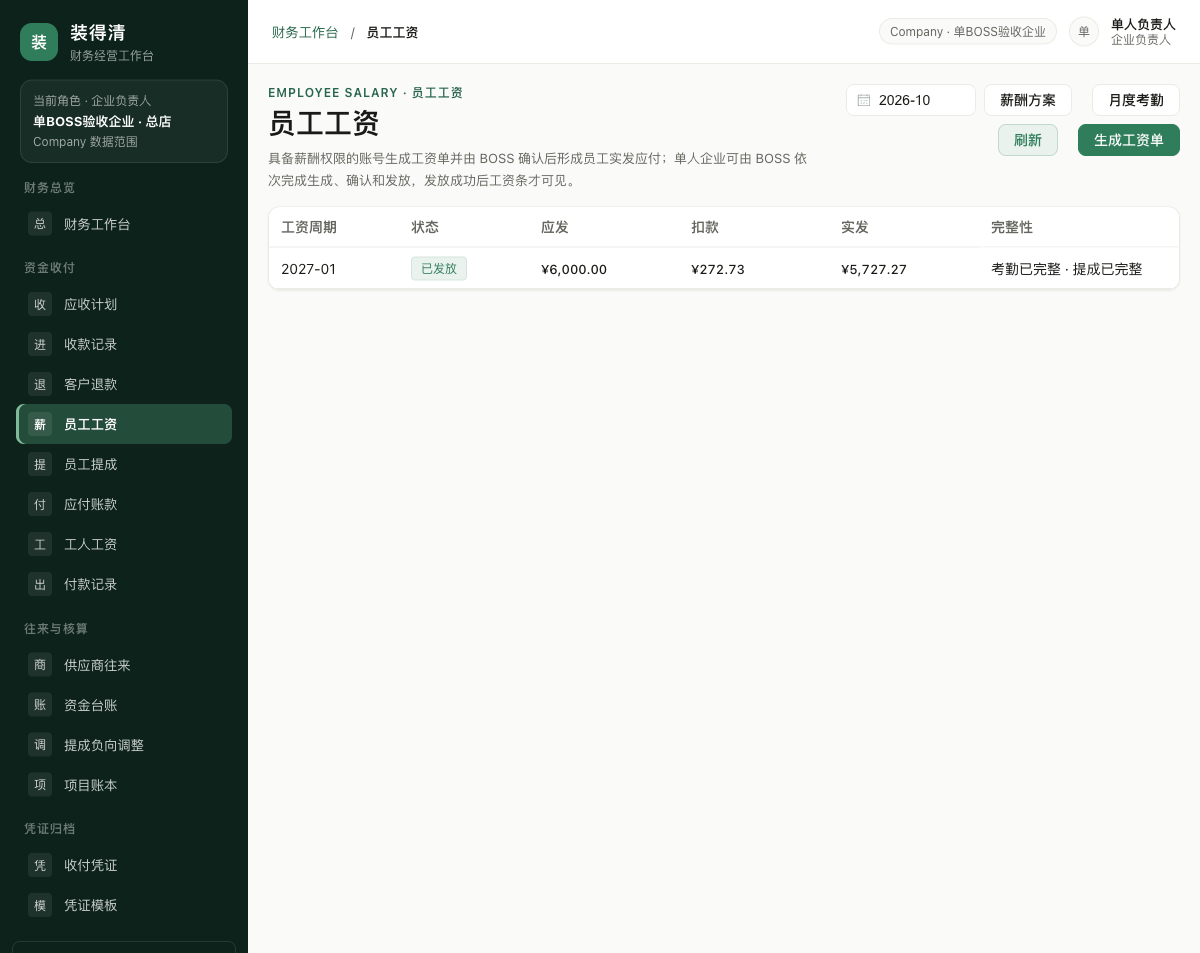 装
装得清
财务经营工作台
当前角色 · 企业负责人
单BOSS验收企业 · 总店
Company 数据范围
财务总览
总 财务工作台
资金收付
收 应收计划
进 收款记录
退 客户退款
薪 员工工资
提 员工提成
付 应付账款
工 工人工资
出 付款记录
往来与核算
商 供应商往来
账 资金台账
调 提成负向调整
项 项目账本
凭证归档
凭 收付凭证
模 凭证模板
财务工作台 / 员工工资
Company · 单BOSS验收企业
单
单人负责人
企业负责人
EMPLOYEE SALARY · 员工工资
员工工资
具备薪酬权限的账号生成工资单并由 BOSS 确认后形成员工实发应付；单人企业可由 BOSS 依
次完成生成、确认和发放，发放成功后工资条才可见。
2026-10 薪酬方案 月度考勤
刷新 生成工资单
工资周期 状态 应发 扣款 实发 完整性
2027-01 已发放 ¥6,000.00 ¥272.73 ¥5,727.27 考勤已完整 · 提成已完整